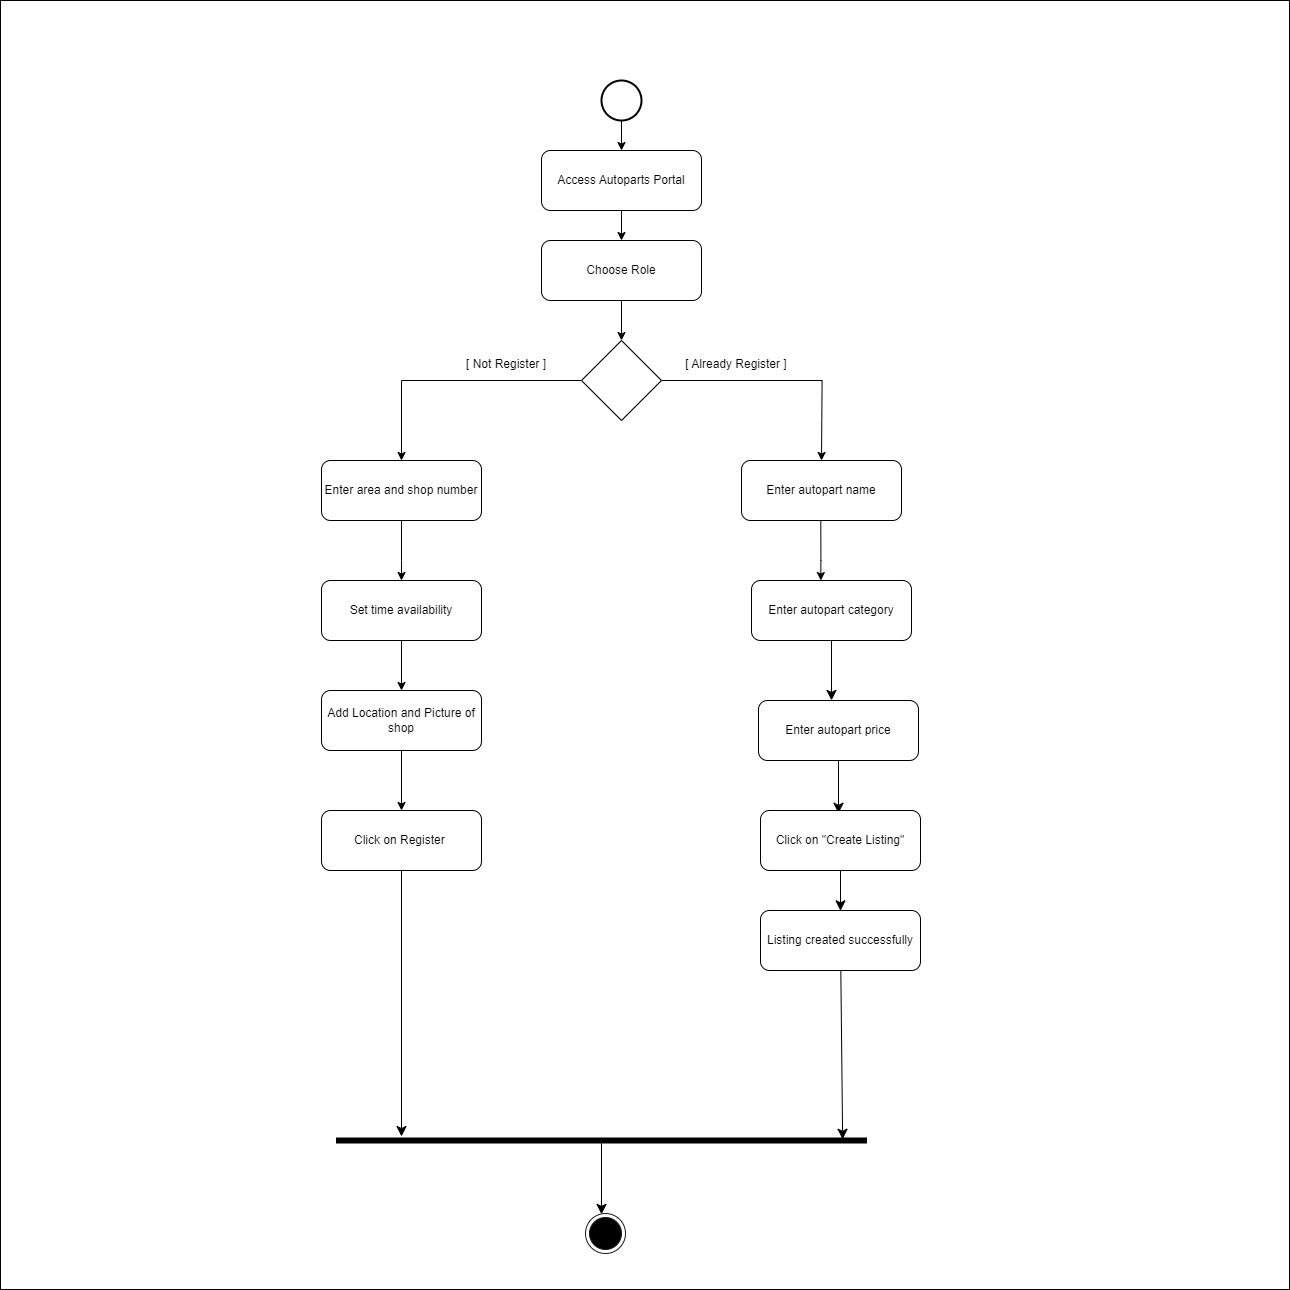 Access Autoparts Portal
Choose Role
[ Not Register ]
[ Already Register ]
Enter area and shop number
Enter autopart name
Set time availability
Enter autopart category
Add Location and Picture of
shop
Enter autopart price
Click on Register
Click on "Create Listing"
Listing created successfully